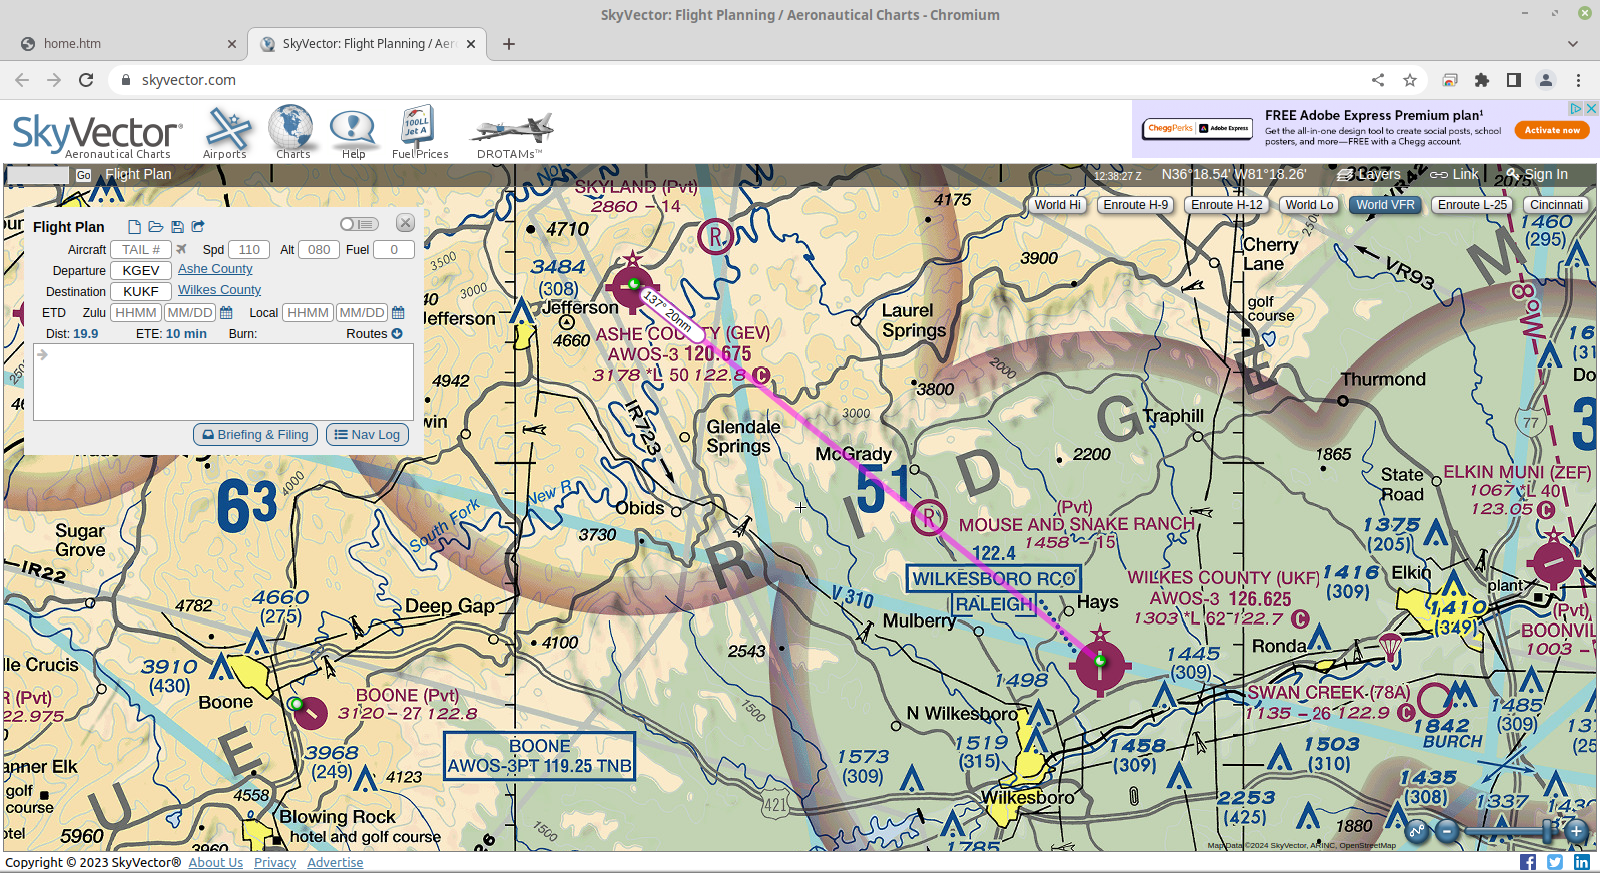 SkyVector: Flight Planning / Aeronautical Charts - Chromium
home.htm
SkyVector: Flight Planning / Aer
skyvector.com
SkyVector
Aeronautical Charts
Airports
Charts
Help
100LL
Jet A
Fuel Prices
DROTAMs™
CheggPerks
Adobe Express
FREE Adobe Express Premium plan¹
Get the all-in-one design tool to create social posts, school
posters, and more—FREE with a Chegg account.
Activate now
Go
Flight Plan
12:38:27 Z
N36°18.54' W81°18.26'
Layers
Link
Sign In
World Hi
Enroute H-9
Enroute H-12
World Lo
World VFR
Enroute L-25
Cincinnati
Flight Plan
Aircraft
TAIL #
Spd
110
Alt
080
Fuel
0
Departure
KGEV
Ashe County
Destination
KUKF
Wilkes County
ETD
Zulu
HHMM
MM/DD
Local
HHMM
MM/DD
Dist: 19.9
ETE: 10 min
Burn:
Routes
Briefing & Filing
Nav Log
SKYLAND (Pvt)
2860 - 14
R
4175
4710
3500
3484
(308)
3000
Jefferson
Jefferson
4660
137° 20nm
ASHE COUNTY (GEV)
AWOS-3 120.675
3178 *L 50 122.8 C
3900
Laurel
Springs
Cherry
Lane
VR93
VR42
2500
golf
course
1460
(295)
M
8°W
E
2000
3800
4942
3000
Thurmond
Do
77
G
Traphill
IR723
Glendale
Springs
McGrady
51
D
I
2200
1865
State
Road
ELKIN MUNI (ZEF)
1067 *L 40
123.05 C
3
63
4000
New R
South Fork
Obids
3730
R
R
(Pvt)
MOUSE AND SNAKE RANCH
1458 - 15
122.4
WILKESBORO RCO
RALEIGH
Sugar
Grove
IR22
4782
4660
(275)
Deep Gap
4100
V 310
Mulberry
Hays
2543
WILKES COUNTY (UKF)
AWOS-3 126.625
1303 *L 62 122.7 C
1375
(205)
1416
(309)
Elkin
plant
1410
(349)
(Pvt)
BOONVIL
1003 -
Ronda
1445
(309)
lle Crucis
3910
(430)
Boone
R (Pvt)
22.975
BOONE (Pvt)
3120 - 27 122.8
1498
N Wilkesboro
1500
SWAN CREEK (78A)
1135 - 26 122.9 C
1842
BURCH
1485
(309)
E
3968
(249)
BOONE
AWOS-3PT 119.25 TNB
1573
(309)
1519
(315)
1458
(309)
1503
(310)
1435
(308)
anner Elk
golf
course
4123
4558
U
Blowing Rock
hotel and golf course
5960
3960
1500
421
Wilkesboro
2253
(425)
1337
1880
1785
Map Data ©2024 SkyVector, ARINC, OpenStreetMap
Copyright © 2023 SkyVector®
About Us
Privacy
Advertise